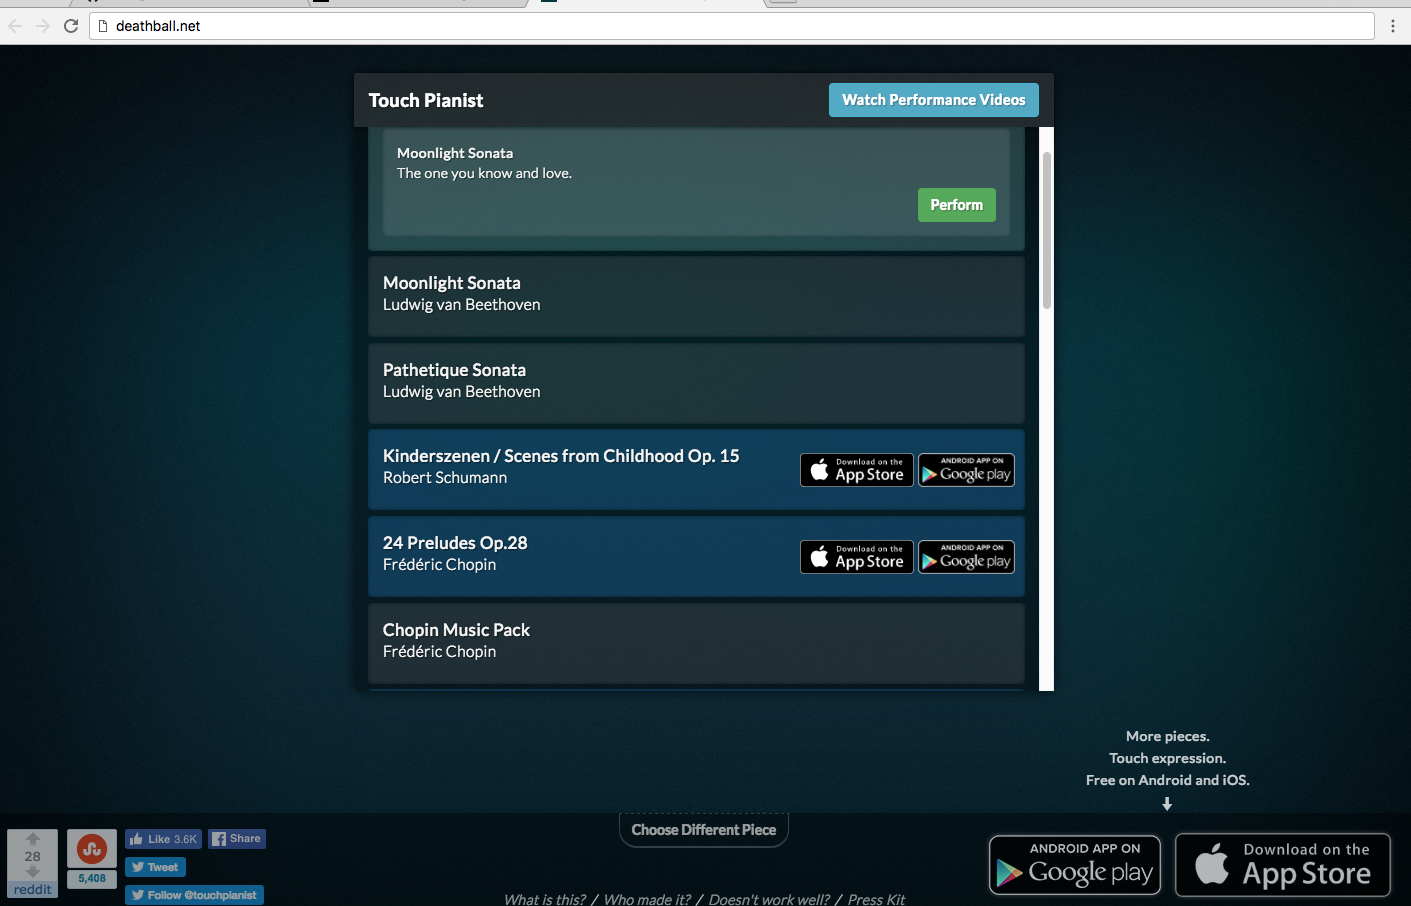 deathball.net
Touch Pianist
Watch Performance Videos
Moonlight Sonata
The one you know and love.
Perform
Moonlight Sonata
Ludwig van Beethoven
Pathetique Sonata
Ludwig van Beethoven
Kinderszenen / Scenes from Childhood Op. 15
Robert Schumann
Download on the
App Store
ANDROID APP ON
Google play
24 Preludes Op.28
Frédéric Chopin
Download on the
App Store
ANDROID APP ON
Google play
Chopin Music Pack
Frédéric Chopin
More pieces.
Touch expression.
Free on Android and iOS.
28
reddit
5,408
Like 3.6K
Share
Tweet
Follow @touchpianist
Choose Different Piece
What is this? / Who made it? / Doesn't work well? / Press Kit
ANDROID APP ON
Google play
Download on the
App Store